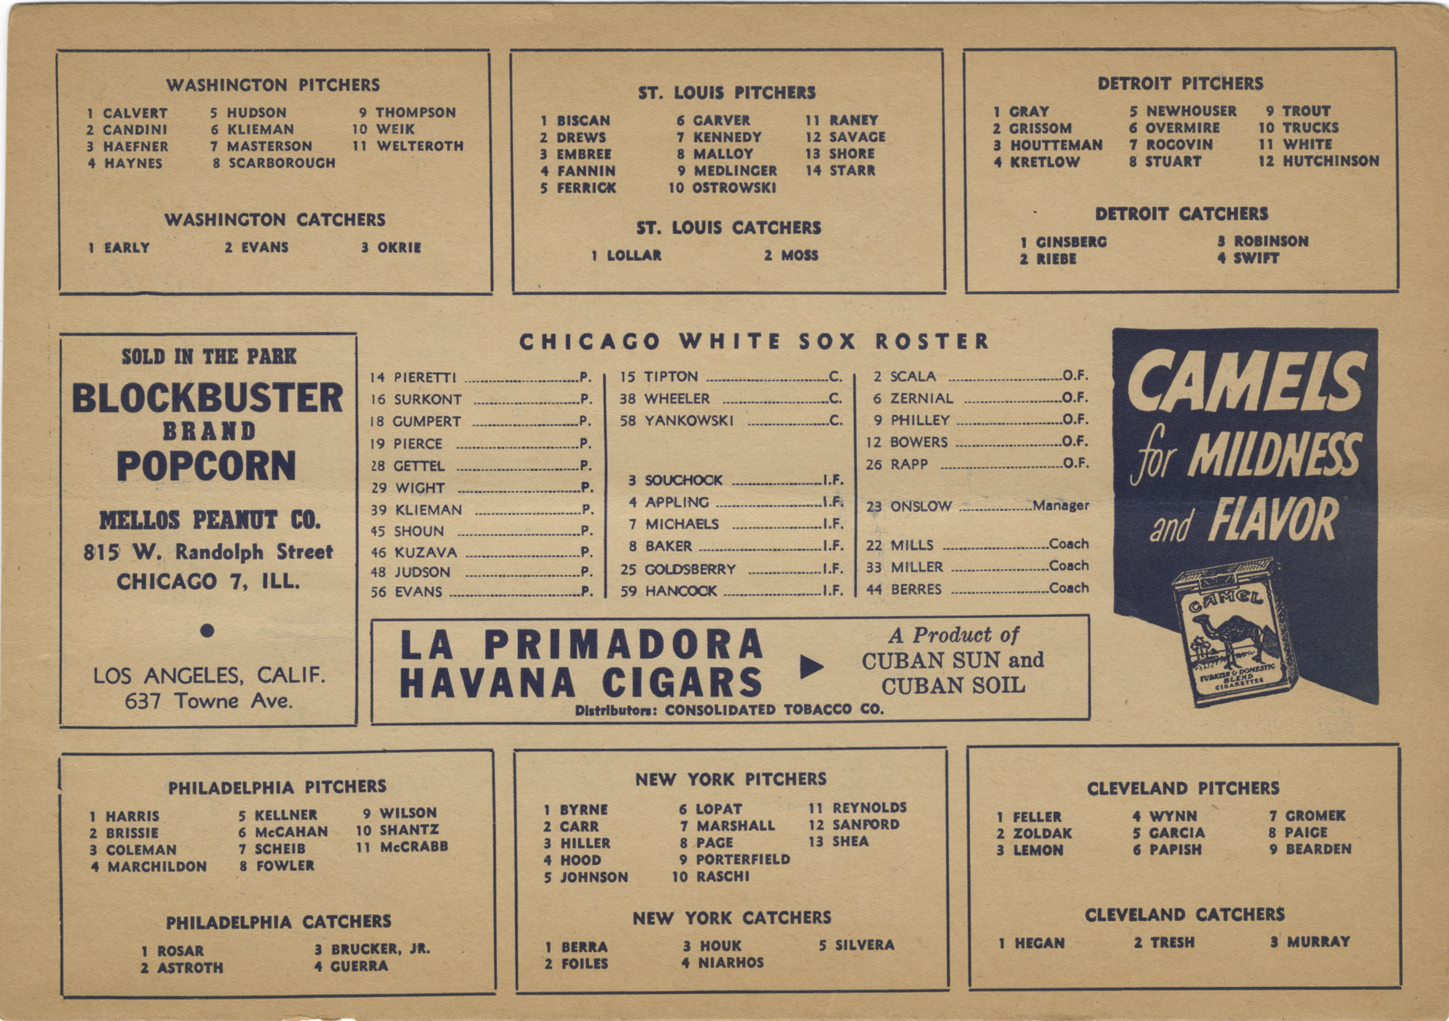 WASHINGTON PITCHERS
1 CALVERT 5 HUDSON 9 THOMPSON
2 CANDINI 6 KLIEMAN 10 WEIK
3 HAEFNER 7 MASTERSON 11 WELTEROTH
4 HAYNES 8 SCARBOROUGH
WASHINGTON CATCHERS
1 EARLY 2 EVANS 3 OKRIE
ST. LOUIS PITCHERS
1 BISCAN 6 GARVER 11 RANEY
2 DREWS 7 KENNEDY 12 SAVAGE
3 EMBREE 8 MALLOY 13 SHORE
4 FANNIN 9 MEDLINGER 14 STARR
5 FERRICK 10 OSTROWSKI
ST. LOUIS CATCHERS
1 LOLLAR 2 MOSS
DETROIT PITCHERS
1 GRAY 5 NEWHOUSER 9 TROUT
2 GRISSOM 6 OVERMIRE 10 TRUCKS
3 HOUTTEMAN 7 ROGOVIN 11 WHITE
4 KRETLOW 8 STUART 12 HUTCHINSON
DETROIT CATCHERS
1 GINSBERG 3 ROBINSON
2 RIEBE 4 SWIFT
SOLD IN THE PARK
BLOCKBUSTER
BRAND
POPCORN
MELLOS PEANUT CO.
815 W. Randolph Street
CHICAGO 7, ILL.
LOS ANGELES, CALIF.
637 Towne Ave.
CHICAGO WHITE SOX ROSTER
14 PIERETTI P.
16 SURKONT P.
18 GUMPERT P.
19 PIERCE P.
28 GETTEL P.
29 WIGHT P.
39 KLIEMAN P.
45 SHOUN P.
46 KUZAVA P.
48 JUDSON P.
56 EVANS P.
15 TIPTON C.
38 WHEELER C.
58 YANKOWSKI C.
3 SOUCHOCK I.F.
4 APPLING I.F.
7 MICHAELS I.F.
8 BAKER I.F.
25 GOLDSBERRY I.F.
59 HANCOCK I.F.
2 SCALA O.F.
6 ZERNIAL O.F.
9 PHILLEY O.F.
12 BOWERS O.F.
26 RAPP O.F.
23 ONSLOW Manager
22 MILLS Coach
33 MILLER Coach
44 BERRES Coach
LA PRIMADORA
HAVANA CIGARS
A Product of
CUBAN SUN and
CUBAN SOIL
Distributors: CONSOLIDATED TOBACCO CO.
CAMELS
for MILDNESS
and FLAVOR
CAMEL
TURKISH & DOMESTIC
BLEND
CIGARETTES
PHILADELPHIA PITCHERS
1 HARRIS 5 KELLNER 9 WILSON
2 BRISSIE 6 McCAHAN 10 SHANTZ
3 COLEMAN 7 SCHEIB 11 McCRABB
4 MARCHILDON 8 FOWLER
PHILADELPHIA CATCHERS
1 ROSAR 3 BRUCKER, JR.
2 ASTROTH 4 GUERRA
NEW YORK PITCHERS
1 BYRNE 6 LOPAT 11 REYNOLDS
2 CARR 7 MARSHALL 12 SANFORD
3 HILLER 8 PAGE 13 SHEA
4 HOOD 9 PORTERFIELD
5 JOHNSON 10 RASCHI
NEW YORK CATCHERS
1 BERRA 3 HOUK 5 SILVERA
2 FOILES 4 NIARHOS
CLEVELAND PITCHERS
1 FELLER 4 WYNN 7 GROMEK
2 ZOLDAK 5 GARCIA 8 PAIGE
3 LEMON 6 PAPISH 9 BEARDEN
CLEVELAND CATCHERS
1 HEGAN 2 TRESH 3 MURRAY